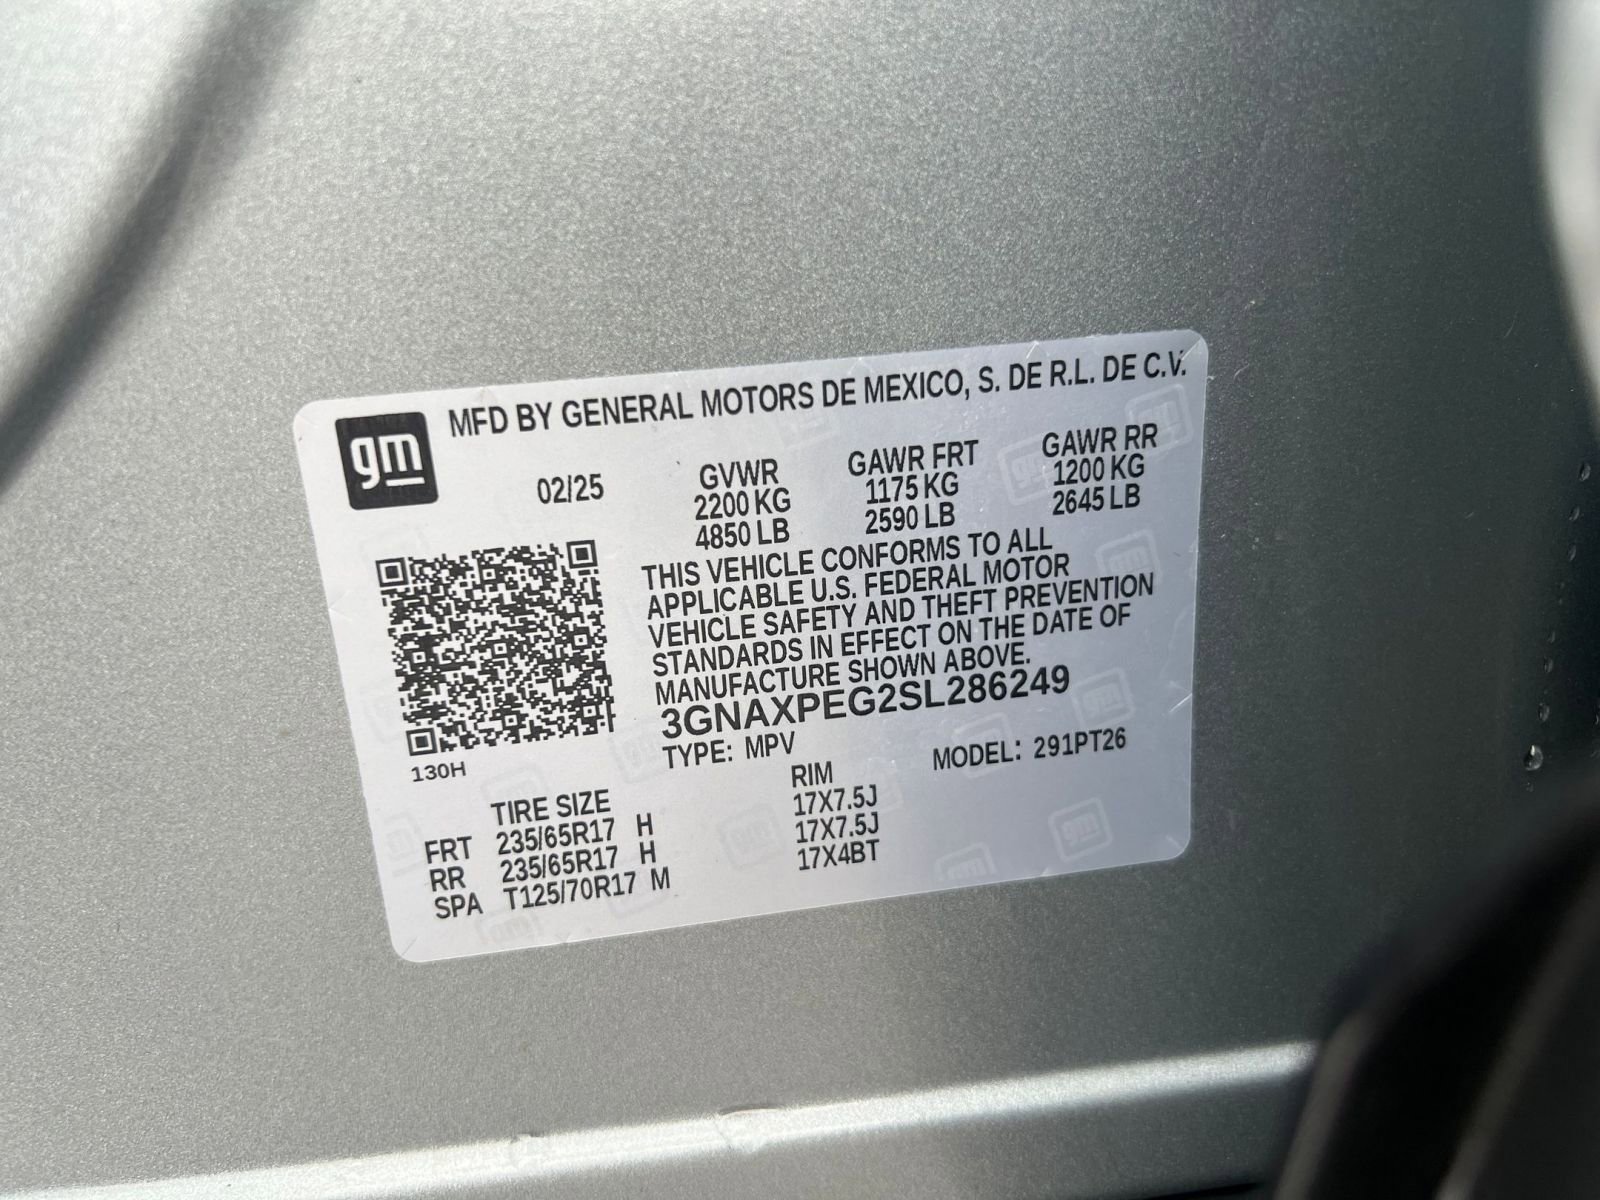 gm MFD BY GENERAL MOTORS DE MEXICO, S. DE R.L. DE C.V.
02/25 GVWR GAWR FRT GAWR RR
2200 KG 1175 KG 1200 KG
4850 LB 2590 LB 2645 LB
THIS VEHICLE CONFORMS TO ALL
APPLICABLE U.S. FEDERAL MOTOR
VEHICLE SAFETY AND THEFT PREVENTION
STANDARDS IN EFFECT ON THE DATE OF
MANUFACTURE SHOWN ABOVE.
3GNAXPEG2SL286249
TYPE: MPV MODEL: 291PT26
130H
TIRE SIZE RIM
FRT 235/65R17 H 17X7.5J
RR 235/65R17 H 17X7.5J
SPA T125/70R17 M 17X4BT